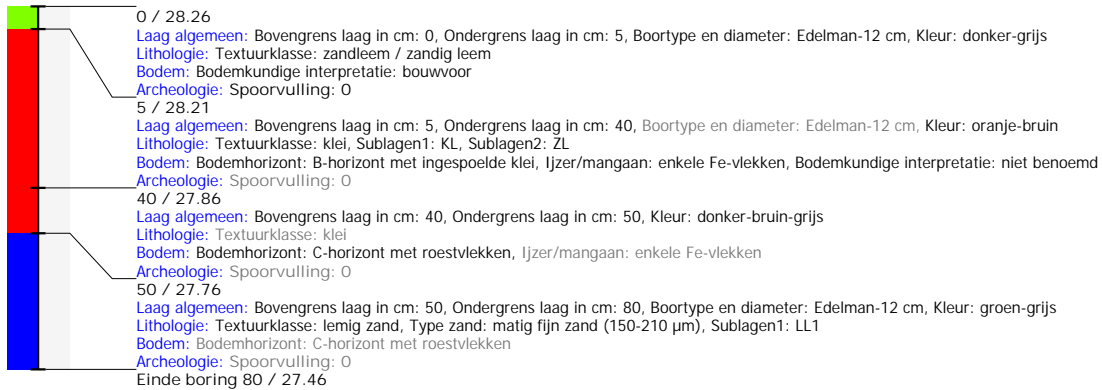 0 / 28.26
Laag algemeen: Bovengrens laag in cm: 0, Ondergrens laag in cm: 5, Boortype en diameter: Edelman-12 cm, Kleur: donker-grijs
Lithologie: Textuurklasse: zandleem / zandig leem
Bodem: Bodemkundige interpretatie: bouwvoor
Archeologie: Spoorvulling: 0
5 / 28.21
Laag algemeen: Bovengrens laag in cm: 5, Ondergrens laag in cm: 40, Boortype en diameter: Edelman-12 cm, Kleur: oranje-bruin
Lithologie: Textuurklasse: klei, Sublagen1: KL, Sublagen2: ZL
Bodem: Bodemhorizont: B-horizont met ingespoelde klei, Ijzer/mangaan: enkele Fe-vlekken, Bodemkundige interpretatie: niet benoemd
Archeologie: Spoorvulling: 0
40 / 27.86
Laag algemeen: Bovengrens laag in cm: 40, Ondergrens laag in cm: 50, Kleur: donker-bruin-grijs
Lithologie: Textuurklasse: klei
Bodem: Bodemhorizont: C-horizont met roestvlekken, Ijzer/mangaan: enkele Fe-vlekken
Archeologie: Spoorvulling: 0
50 / 27.76
Laag algemeen: Bovengrens laag in cm: 50, Ondergrens laag in cm: 80, Boortype en diameter: Edelman-12 cm, Kleur: groen-grijs
Lithologie: Textuurklasse: lemig zand, Type zand: matig fijn zand (150-210 µm), Sublagen1: LL1
Bodem: Bodemhorizont: C-horizont met roestvlekken
Archeologie: Spoorvulling: 0
Einde boring 80 / 27.46